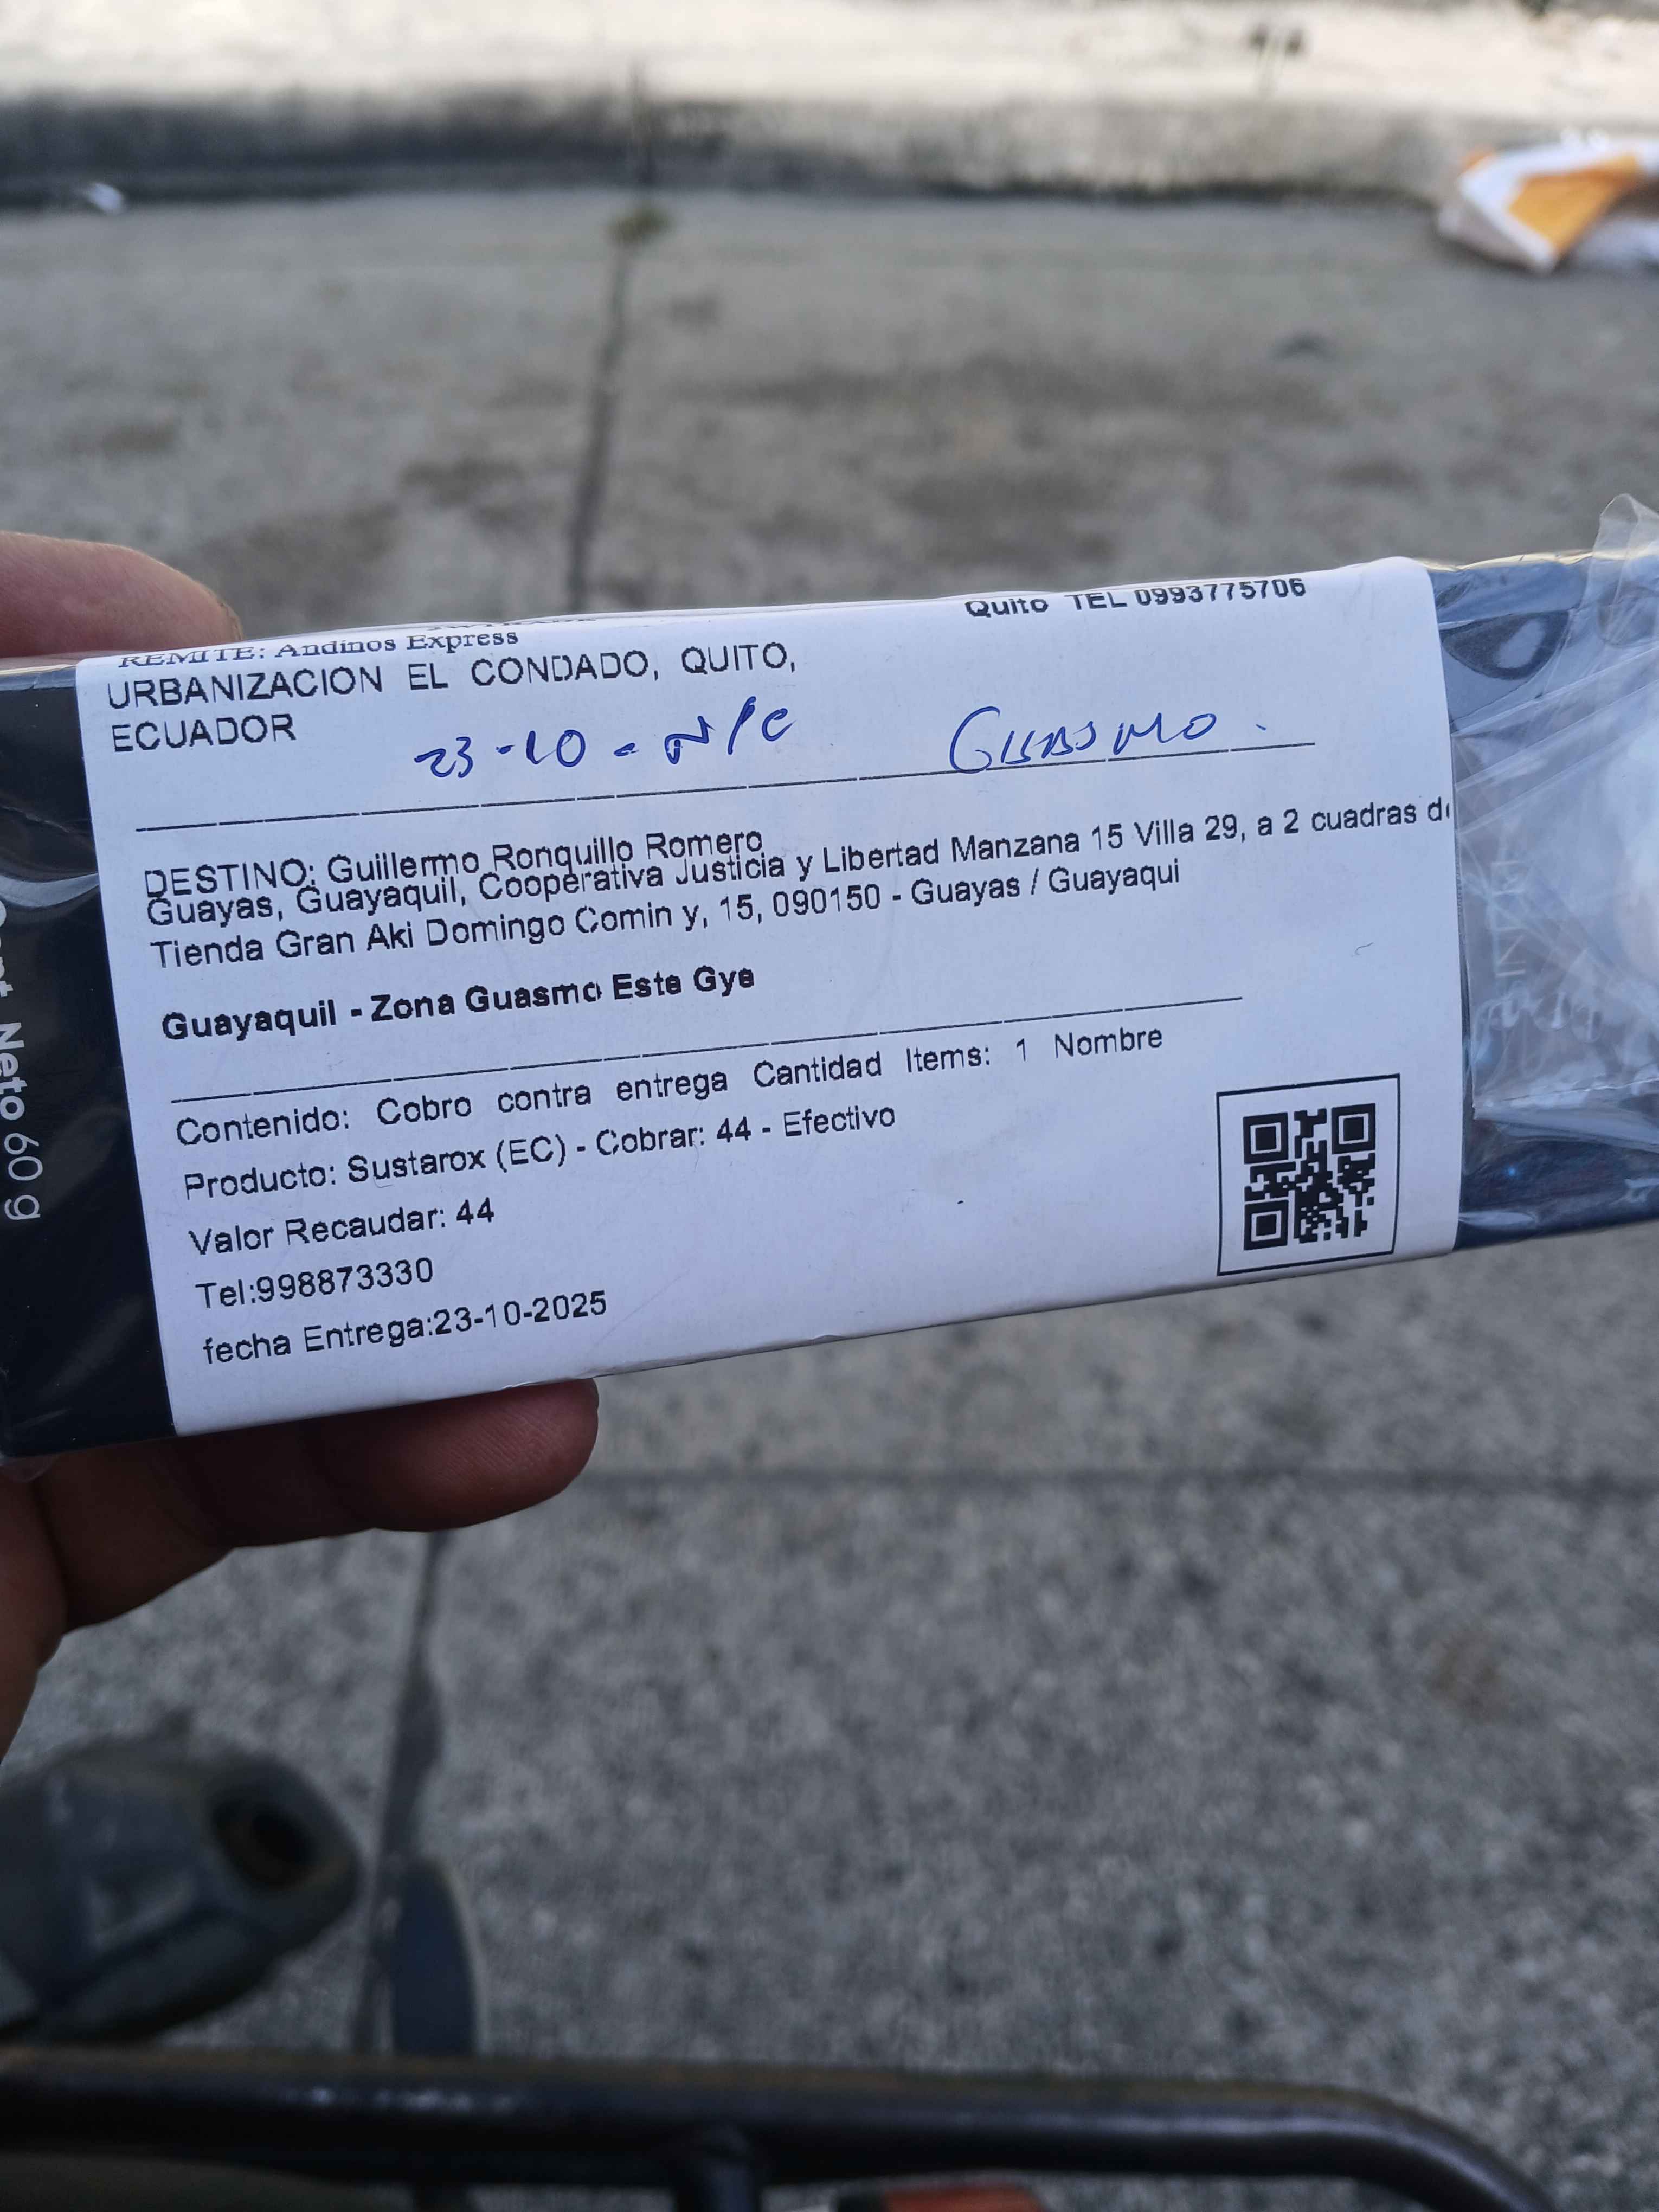 Quito TEL 0993775706
REMITE: Andinos Express
URBANIZACION EL CONDADO, QUITO,
ECUADOR
23-10 - N/C GUASMO.
DESTINO: Guillermo Ronquillo Romero
Guayas, Guayaquil, Cooperativa Justicia y Libertad Manzana 15 Villa 29, a 2 cuadras de
Tienda Gran Aki Domingo Comin y, 15, 090150 - Guayas / Guayaqui
Guayaquil - Zona Guasmo Este Gye
Contenido: Cobro contra entrega Cantidad Items: 1 Nombre
Producto: Sustarox (EC) - Cobrar: 44 - Efectivo
Valor Recaudar: 44
Tel:998873330
fecha Entrega:23-10-2025
Neto 60 g